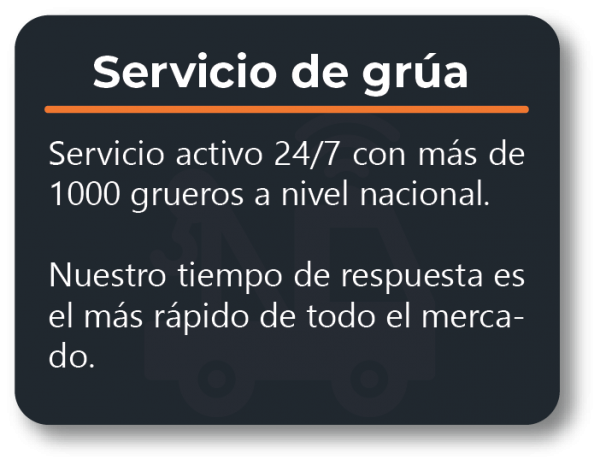 Servicio de grúa
Servicio activo 24/7 con más de
1000 grueros a nivel nacional.
Nuestro tiempo de respuesta es
el más rápido de todo el merca-
do.